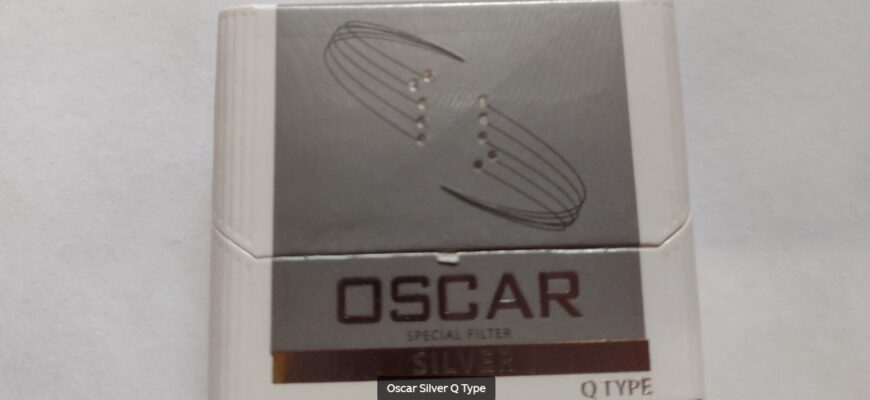 OSCAR
SPECIAL FILTER
SILVER
Oscar Silver Q Type
Q TYPE